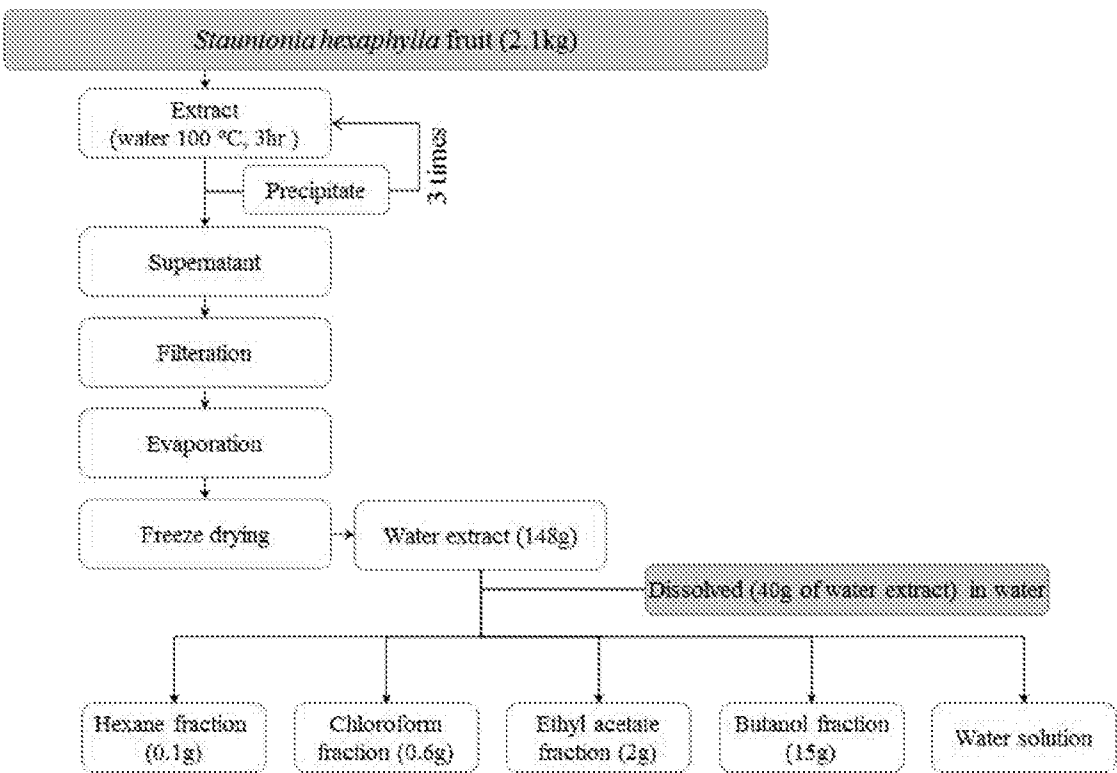 Stauntonia hexaphylla fruit (2.1kg)
Extract
(water 100 °C, 3hr )
3 times
Precipitate
Supernatant
Filteration
Evaporation
Freeze drying
Water extract (148g)
Dissolved (40g of water extract) in water
Hexane fraction
(0.1g)
Chloroform
fraction (0.6g)
Ethyl acetate
fraction (2g)
Butanol fraction
(15g)
Water solution